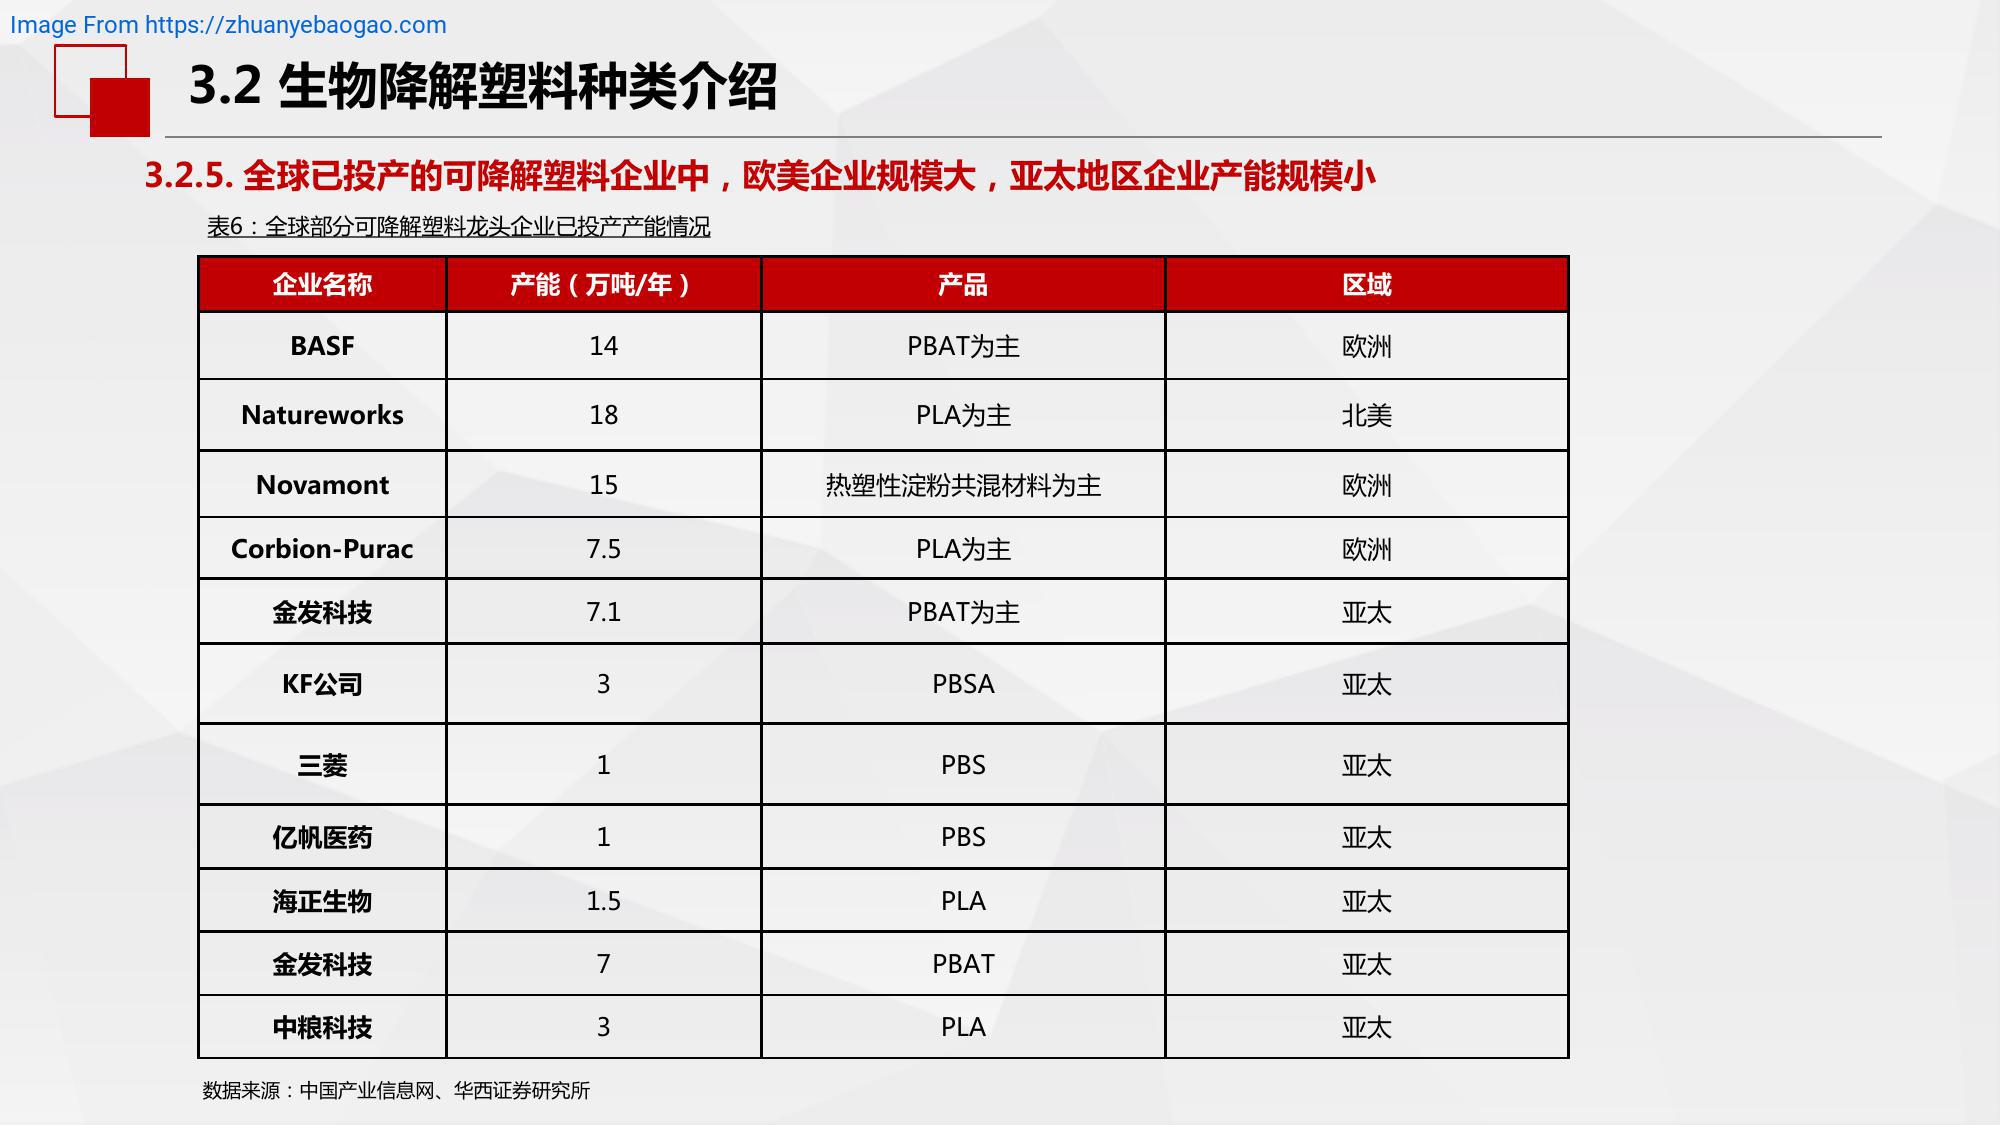 Image From https://zhuanyebaogao.com
3.2 生物降解塑料种类介绍
3.2.5. 全球已投产的可降解塑料企业中，欧美企业规模大，亚太地区企业产能规模小
表6：全球部分可降解塑料龙头企业已投产产能情况
企业名称 产能（万吨/年） 产品 区域
BASF 14 PBAT为主 欧洲
Natureworks 18 PLA为主 北美
Novamont 15 热塑性淀粉共混材料为主 欧洲
Corbion-Purac 7.5 PLA为主 欧洲
金发科技 7.1 PBAT为主 亚太
KF公司 3 PBSA 亚太
三菱 1 PBS 亚太
亿帆医药 1 PBS 亚太
海正生物 1.5 PLA 亚太
金发科技 7 PBAT 亚太
中粮科技 3 PLA 亚太
数据来源：中国产业信息网、华西证券研究所